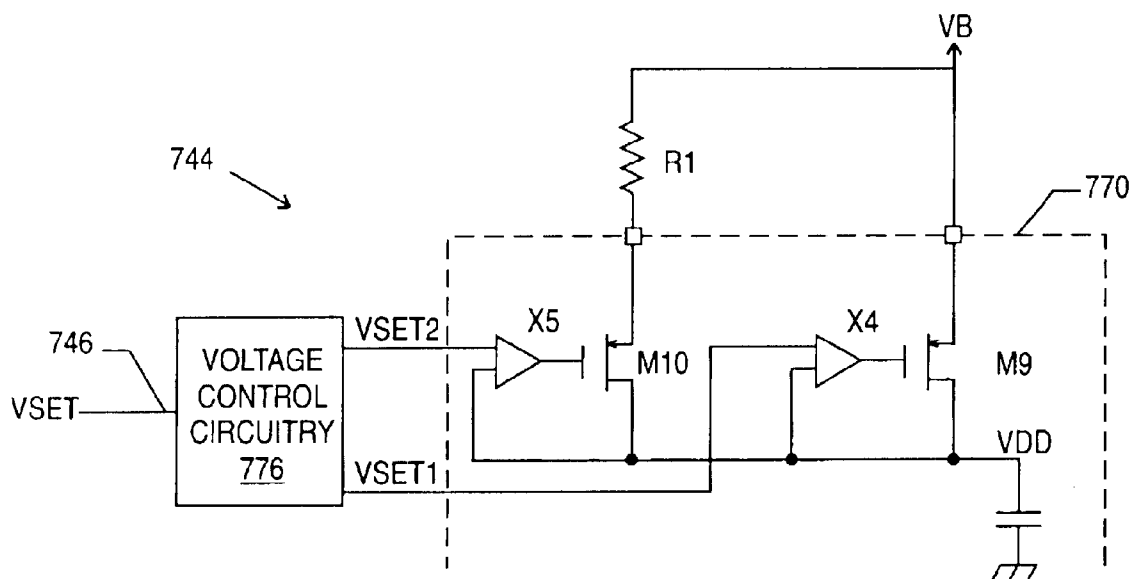 VB
744
R1
770
746
VSET2
X5
X4
VOLTAGE
CONTROL
CIRCUITRY
776
M10
M9
VSET
VDD
VSET1